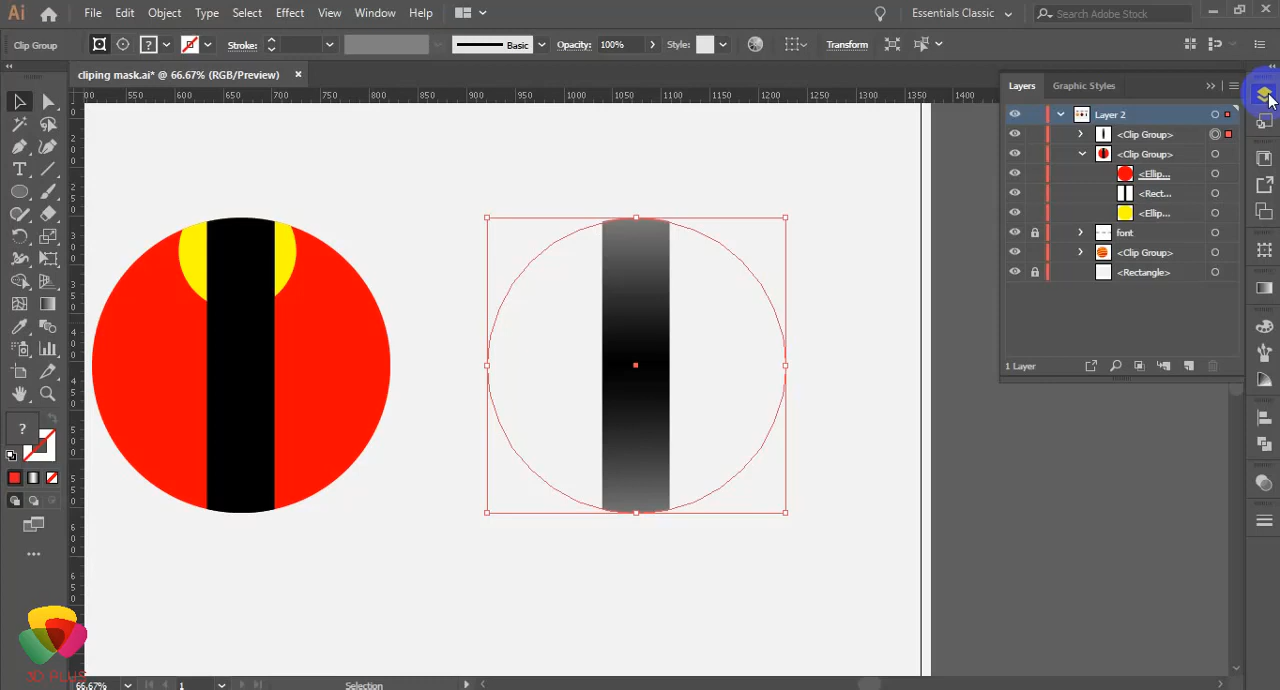 Ai File Edit Object Type Select Effect View Window Help Essentials Classic Search Adobe Stock
Clip Group ? Stroke: Basic Opacity: 100% Style: Transform
cliping mask.ai* @ 66.67% (RGB/Preview) ×
550 600 650 700 750 800 850 900 950 1000 1050 1100 1150 1200 1250 1300 1350 1400
Layers Graphic Styles
Layer 2
<Clip Group>
<Clip Group>
<Ellip...
<Rect...
<Ellip...
font
<Clip Group>
<Rectangle>
1 Layer
?
3D PLUS
66.67% 1 Selection